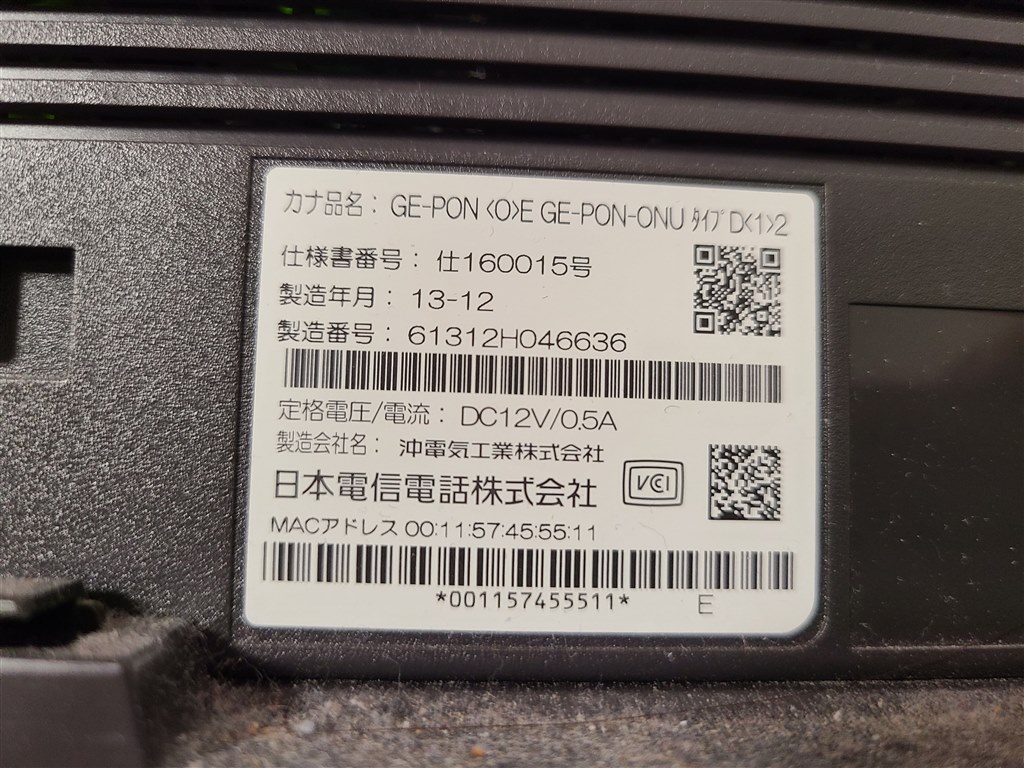 カナ品名： GE-PON <O>E GE-PON-ONU ﾀｲﾌﾟ D<1>2
仕様書番号： 仕160015号
製造年月： 13-12
製造番号： 61312H046636
定格電圧/電流： DC12V/0.5A
製造会社名： 沖電気工業株式会社
日本電信電話株式会社
VCI
MACアドレス 00:11:57:45:55:11
*001157455511* E